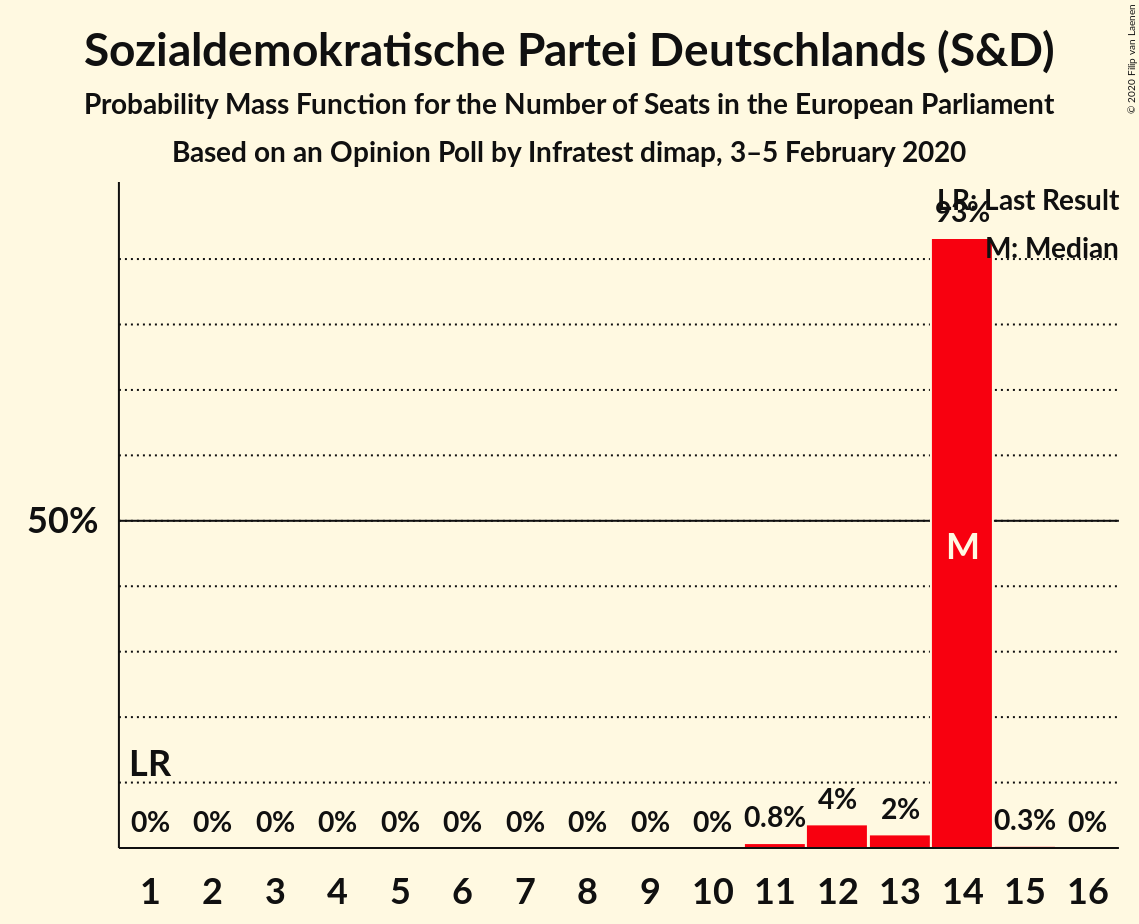 Sozialdemokratische Partei Deutschlands (S&D)
Probability Mass Function for the Number of Seats in the European Parliament
Based on an Opinion Poll by Infratest dimap, 3–5 February 2020
© 2020 Filip van Laenen
LR: Last Result
93%
M: Median
50%
M
LR
0% 0% 0% 0% 0% 0% 0% 0% 0% 0% 0.8% 4% 2% 0.3% 0%
1 2 3 4 5 6 7 8 9 10 11 12 13 14 15 16